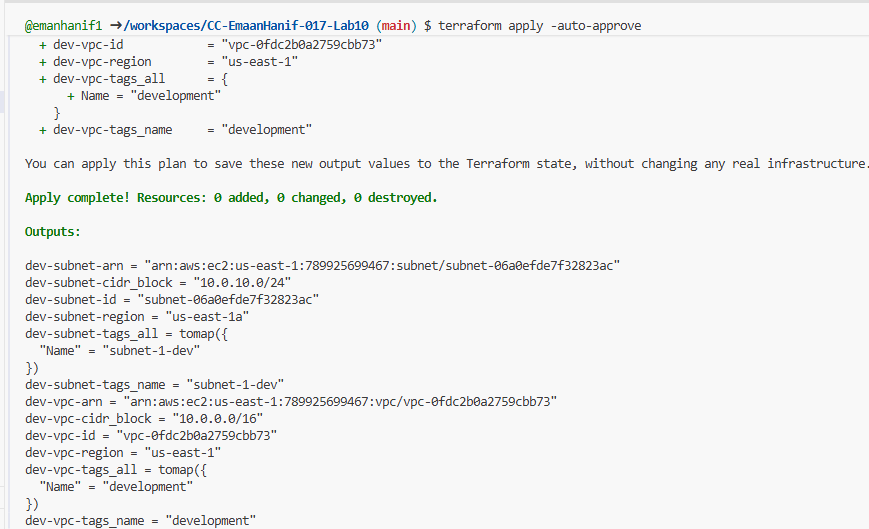 @emanhanif1 ➜/workspaces/CC-EmaanHanif-017-Lab10 (main) $ terraform apply -auto-approve
+ dev-vpc-id = "vpc-0fdc2b0a2759cbb73"
+ dev-vpc-region = "us-east-1"
+ dev-vpc-tags_all = {
+ Name = "development"
}
+ dev-vpc-tags_name = "development"
You can apply this plan to save these new output values to the Terraform state, without changing any real infrastructure.
Apply complete! Resources: 0 added, 0 changed, 0 destroyed.
Outputs:
dev-subnet-arn = "arn:aws:ec2:us-east-1:789925699467:subnet/subnet-06a0efde7f32823ac"
dev-subnet-cidr_block = "10.0.10.0/24"
dev-subnet-id = "subnet-06a0efde7f32823ac"
dev-subnet-region = "us-east-1a"
dev-subnet-tags_all = tomap({
"Name" = "subnet-1-dev"
})
dev-subnet-tags_name = "subnet-1-dev"
dev-vpc-arn = "arn:aws:ec2:us-east-1:789925699467:vpc/vpc-0fdc2b0a2759cbb73"
dev-vpc-cidr_block = "10.0.0.0/16"
dev-vpc-id = "vpc-0fdc2b0a2759cbb73"
dev-vpc-region = "us-east-1"
dev-vpc-tags_all = tomap({
"Name" = "development"
})
dev-vpc-tags_name = "development"